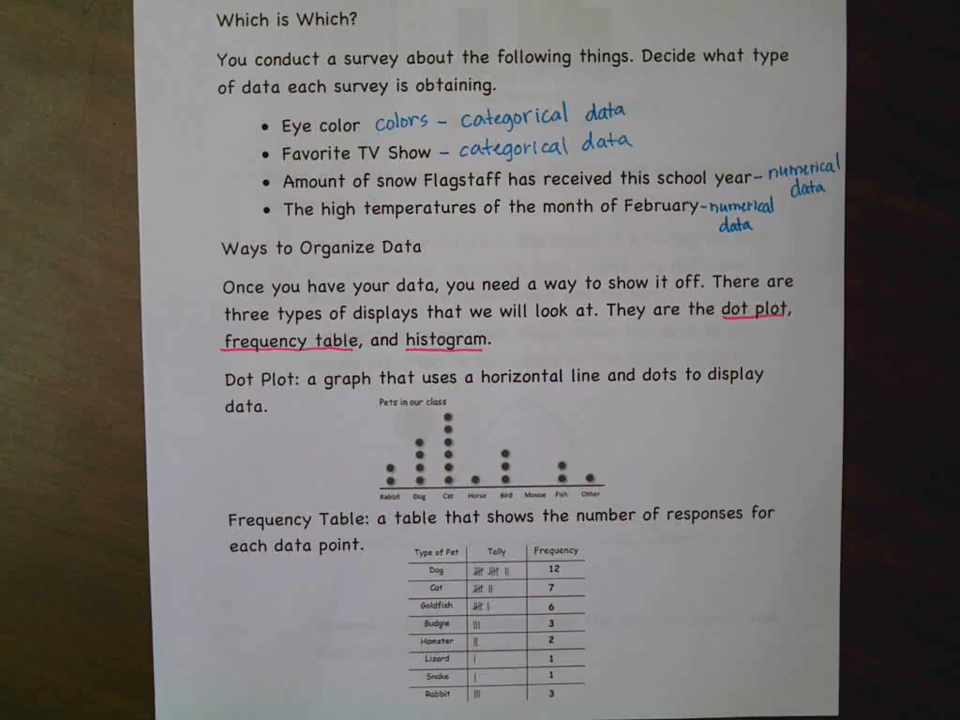 Which is Which?
You conduct a survey about the following things. Decide what type
of data each survey is obtaining.
• Eye color colors - categorical data
• Favorite TV Show - categorical data
• Amount of snow Flagstaff has received this school year- numerical
data
• The high temperatures of the month of February-numerical
data
Ways to Organize Data
Once you have your data, you need a way to show it off. There are
three types of displays that we will look at. They are the dot plot,
frequency table, and histogram.
Dot Plot: a graph that uses a horizontal line and dots to display
data.
Pets in our class
Rabbit Dog Cat Horse Bird Mouse Fish Other
Frequency Table: a table that shows the number of responses for
each data point.
Type of Pet Tally Frequency
Dog 12
Cat 7
Goldfish 6
Budgie 3
Hamster 2
Lizard 1
Snake 1
Rabbit 3